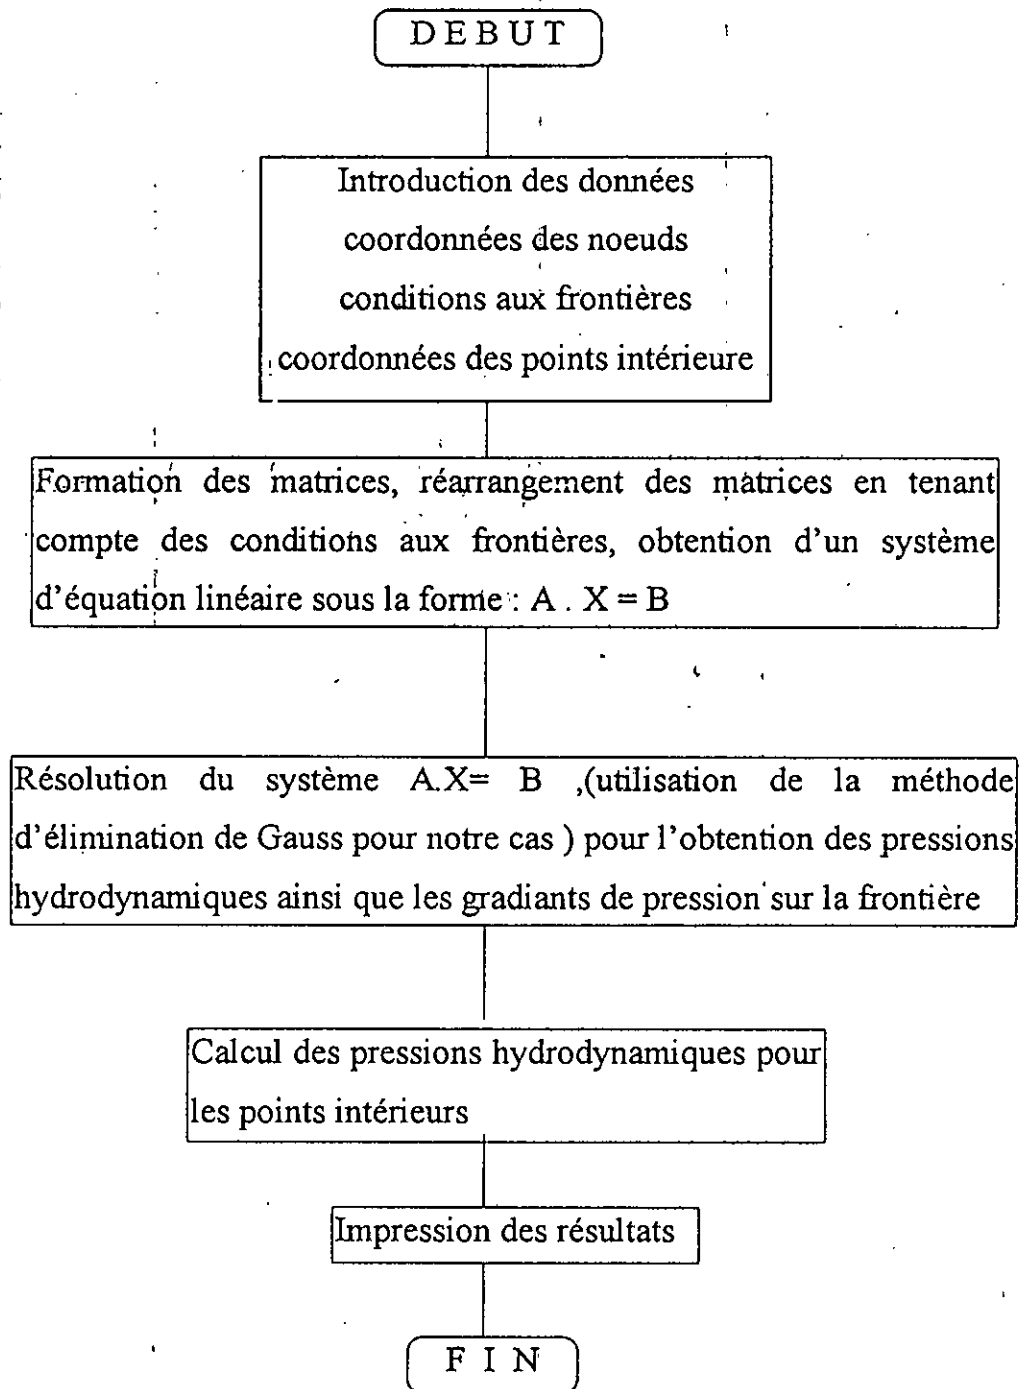 D E B U T
Introduction des données
coordonnées des noeuds
conditions aux frontières
coordonnées des points intérieure
Formation des matrices, réarrangement des matrices en tenant
compte des conditions aux frontières, obtention d'un système
d'équation linéaire sous la forme : A . X = B
Résolution du système A.X= B ,(utilisation de la méthode
d'élimination de Gauss pour notre cas ) pour l'obtention des pressions
hydrodynamiques ainsi que les gradiants de pression sur la frontière
Calcul des pressions hydrodynamiques pour
les points intérieurs
Impression des résultats
F I N